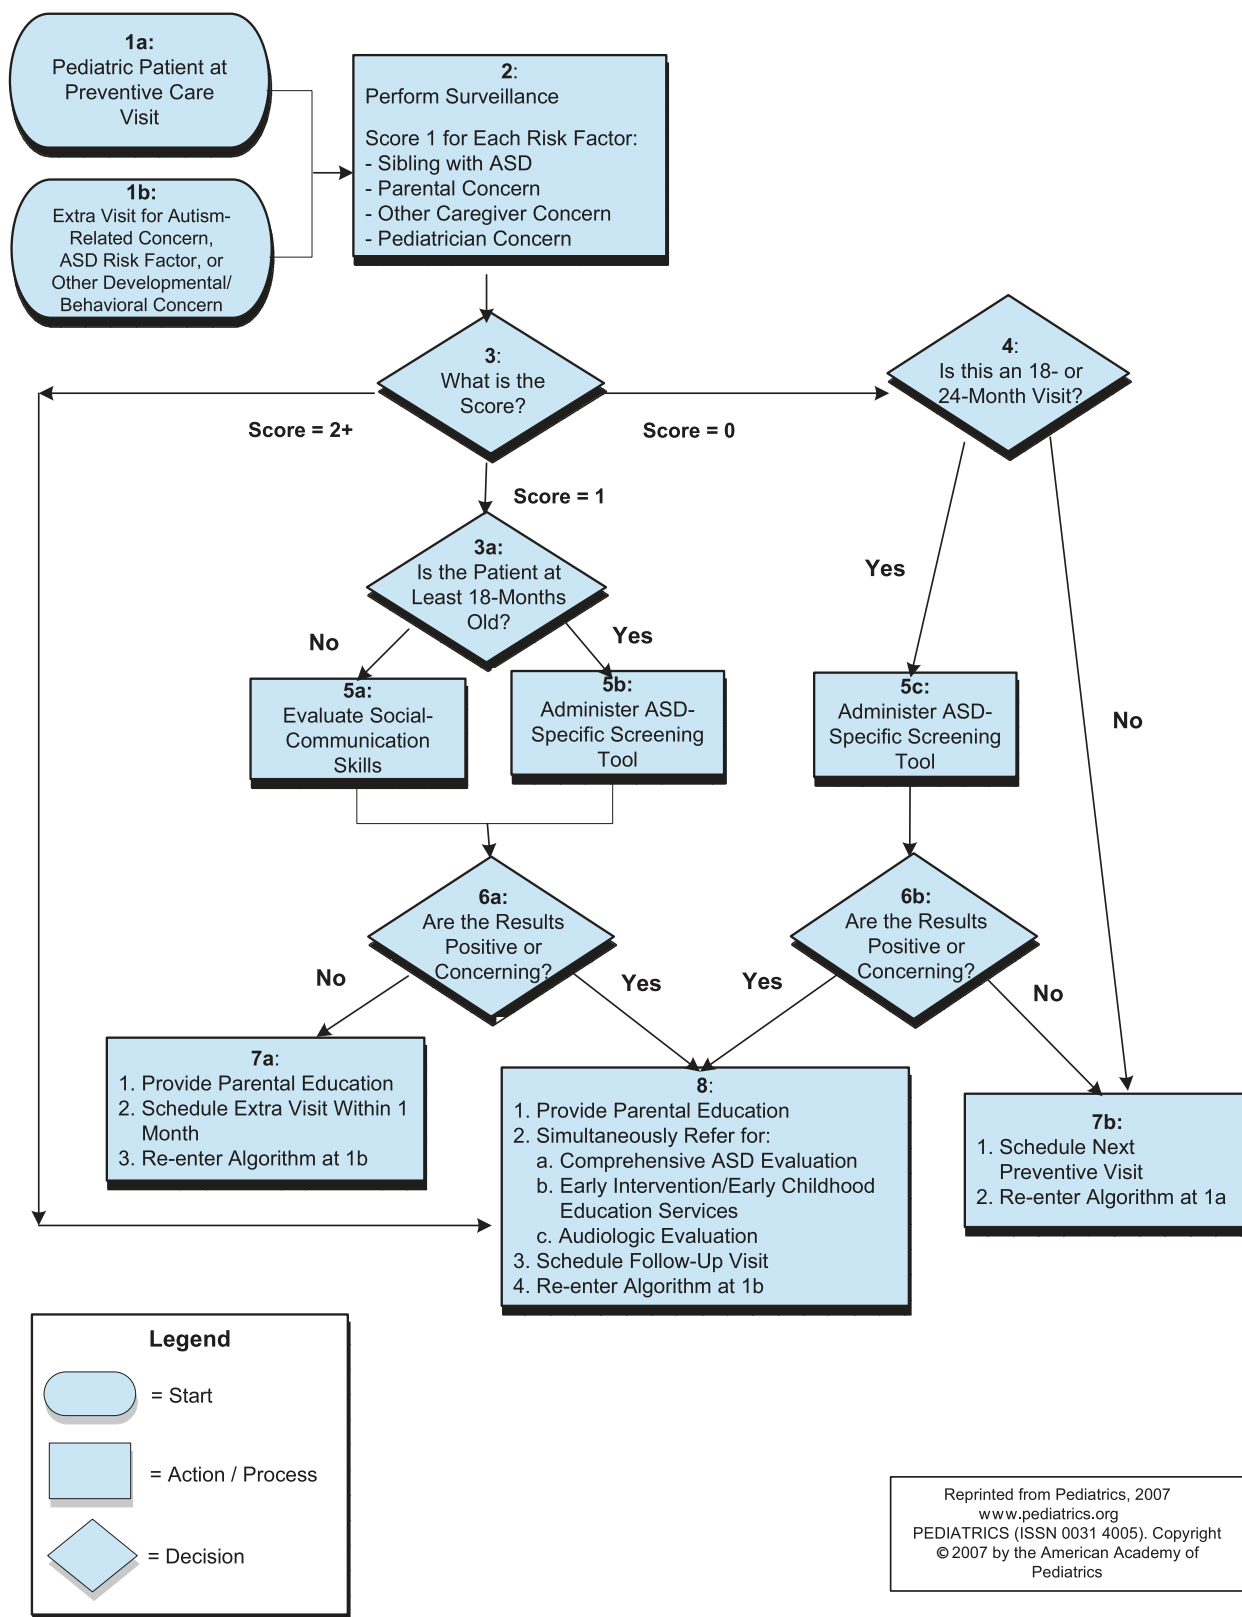 1a:
Pediatric Patient at
Preventive Care
Visit
1b:
Extra Visit for Autism-
Related Concern,
ASD Risk Factor, or
Other Developmental/
Behavioral Concern
2:
Perform Surveillance
Score 1 for Each Risk Factor:
- Sibling with ASD
- Parental Concern
- Other Caregiver Concern
- Pediatrician Concern
3:
What is the
Score?
4:
Is this an 18- or
24-Month Visit?
Score = 2+
Score = 0
Score = 1
3a:
Is the Patient at
Least 18-Months
Old?
Yes
No
Yes
5a:
Evaluate Social-
Communication
Skills
5b:
Administer ASD-
Specific Screening
Tool
5c:
Administer ASD-
Specific Screening
Tool
No
6a:
Are the Results
Positive or
Concerning?
6b:
Are the Results
Positive or
Concerning?
No
Yes
Yes
No
7a:
1. Provide Parental Education
2. Schedule Extra Visit Within 1
Month
3. Re-enter Algorithm at 1b
8:
1. Provide Parental Education
2. Simultaneously Refer for:
a. Comprehensive ASD Evaluation
b. Early Intervention/Early Childhood
Education Services
c. Audiologic Evaluation
3. Schedule Follow-Up Visit
4. Re-enter Algorithm at 1b
7b:
1. Schedule Next
Preventive Visit
2. Re-enter Algorithm at 1a
Legend
= Start
= Action / Process
= Decision
Reprinted from Pediatrics, 2007
www.pediatrics.org
PEDIATRICS (ISSN 0031 4005). Copyright
©2007 by the American Academy of
Pediatrics